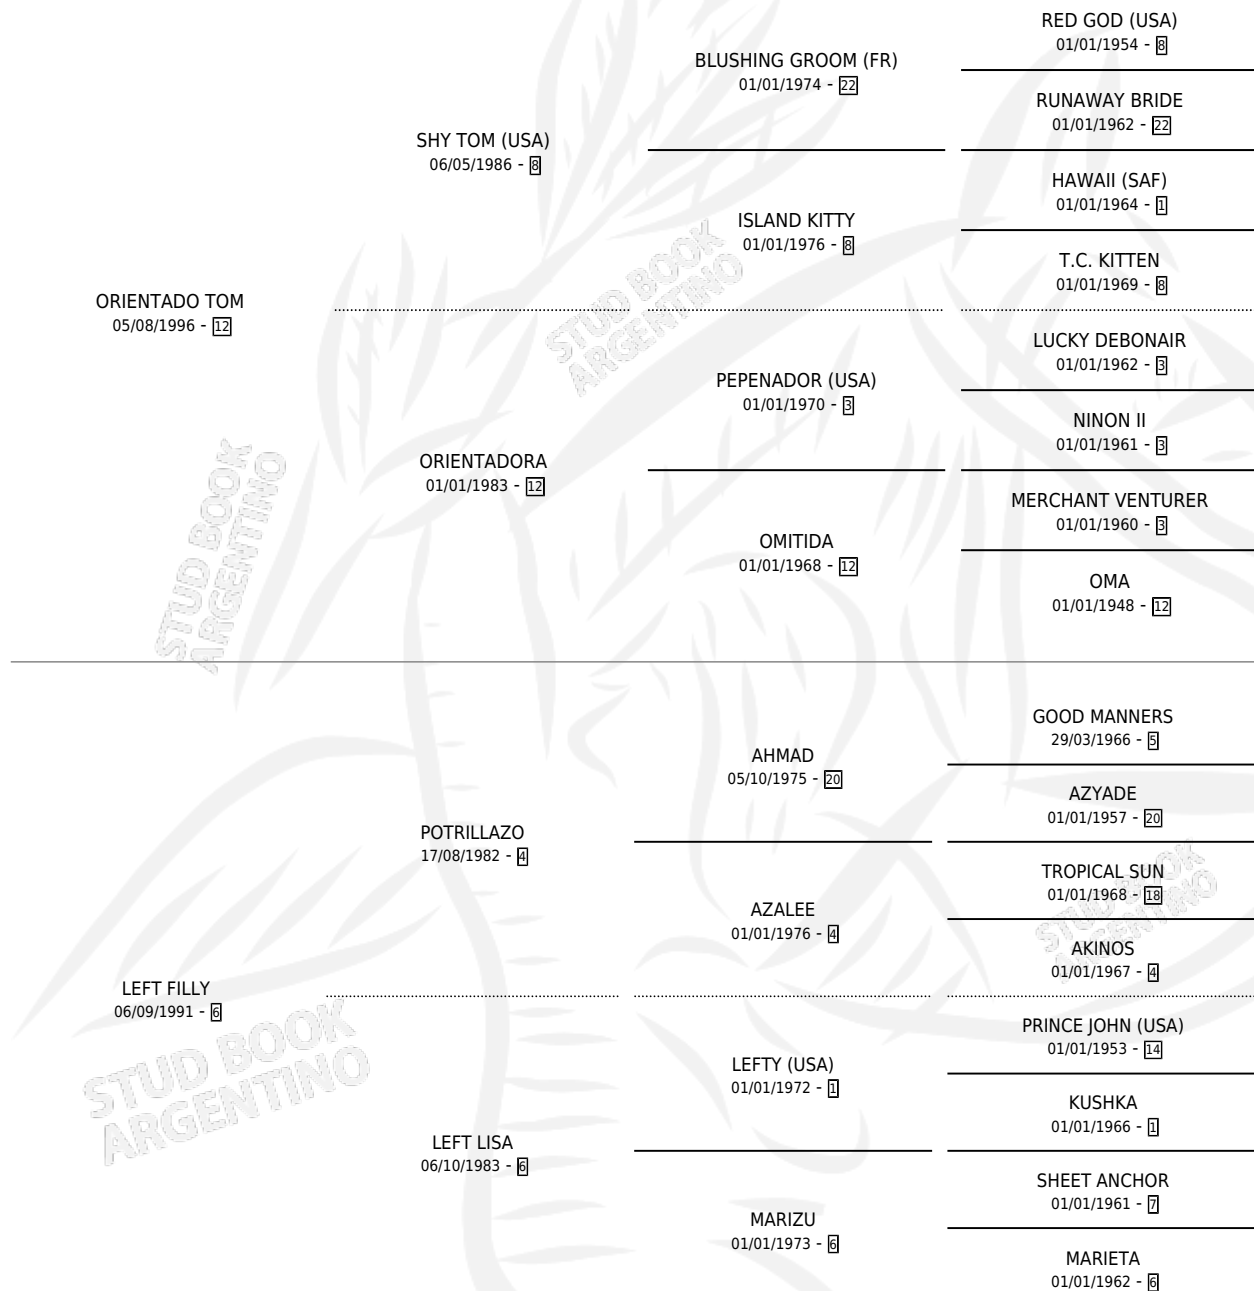 RED GOD (USA)
01/01/1954 - 8
BLUSHING GROOM (FR)
01/01/1974 - 22
RUNAWAY BRIDE
01/01/1962 - 22
SHY TOM (USA)
06/05/1986 - 8
HAWAII (SAF)
01/01/1964 - 1
ISLAND KITTY
01/01/1976 - 8
T.C. KITTEN
01/01/1969 - 8
ORIENTADO TOM
05/08/1996 - 12
LUCKY DEBONAIR
01/01/1962 - 3
PEPENADOR (USA)
01/01/1970 - 3
NINON II
01/01/1961 - 3
ORIENTADORA
01/01/1983 - 12
MERCHANT VENTURER
01/01/1960 - 3
OMITIDA
01/01/1968 - 12
OMA
01/01/1948 - 12
GOOD MANNERS
29/03/1966 - 5
AHMAD
05/10/1975 - 20
AZYADE
01/01/1957 - 20
POTRILLAZO
17/08/1982 - 4
TROPICAL SUN
01/01/1968 - 18
AZALEE
01/01/1976 - 4
AKINOS
01/01/1967 - 4
LEFT FILLY
06/09/1991 - 6
PRINCE JOHN (USA)
01/01/1953 - 14
LEFTY (USA)
01/01/1972 - 1
KUSHKA
01/01/1966 - 1
LEFT LISA
06/10/1983 - 6
SHEET ANCHOR
01/01/1961 - 7
MARIZU
01/01/1973 - 6
MARIETA
01/01/1962 - 6
STUD BOOK
ARGENTINO
STUD BOOK
ARGENTINO
STUD BOOK
ARGENTINO
STUD BOOK
ARGENTINO